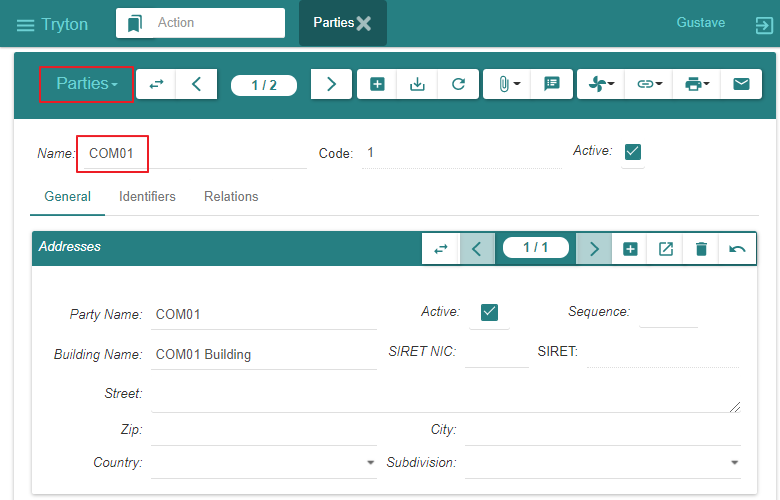 Tryton Action Parties Gustave
Parties 1 / 2
Name: COM01 Code: 1 Active:
General Identifiers Relations
Addresses 1 / 1
Party Name: COM01 Active: Sequence:
Building Name: COM01 Building SIRET NIC: SIRET:
Street:
Zip: City:
Country: Subdivision: